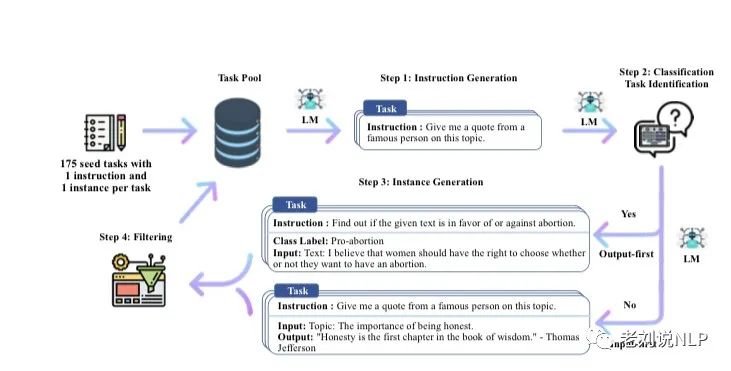 Task Pool
Step 1: Instruction Generation
Step 2: Classification
Task Identification
LM
Task
Instruction : Give me a quote from a
famous person on this topic.
LM
175 seed tasks with
1 instruction and
1 instance per task
Step 3: Instance Generation
Task
Instruction : Find out if the given text is in favor of or against abortion.
Class Label: Pro-abortion
Input: Text: I believe that women should have the right to choose whether
or not they want to have an abortion.
Yes
Output-first
LM
Step 4: Filtering
Task
Instruction : Give me a quote from a famous person on this topic.
Input: Topic: The importance of being honest.
Output: "Honesty is the first chapter in the book of wisdom." - Thomas
Jefferson
No
Input-first
老刘说NLP